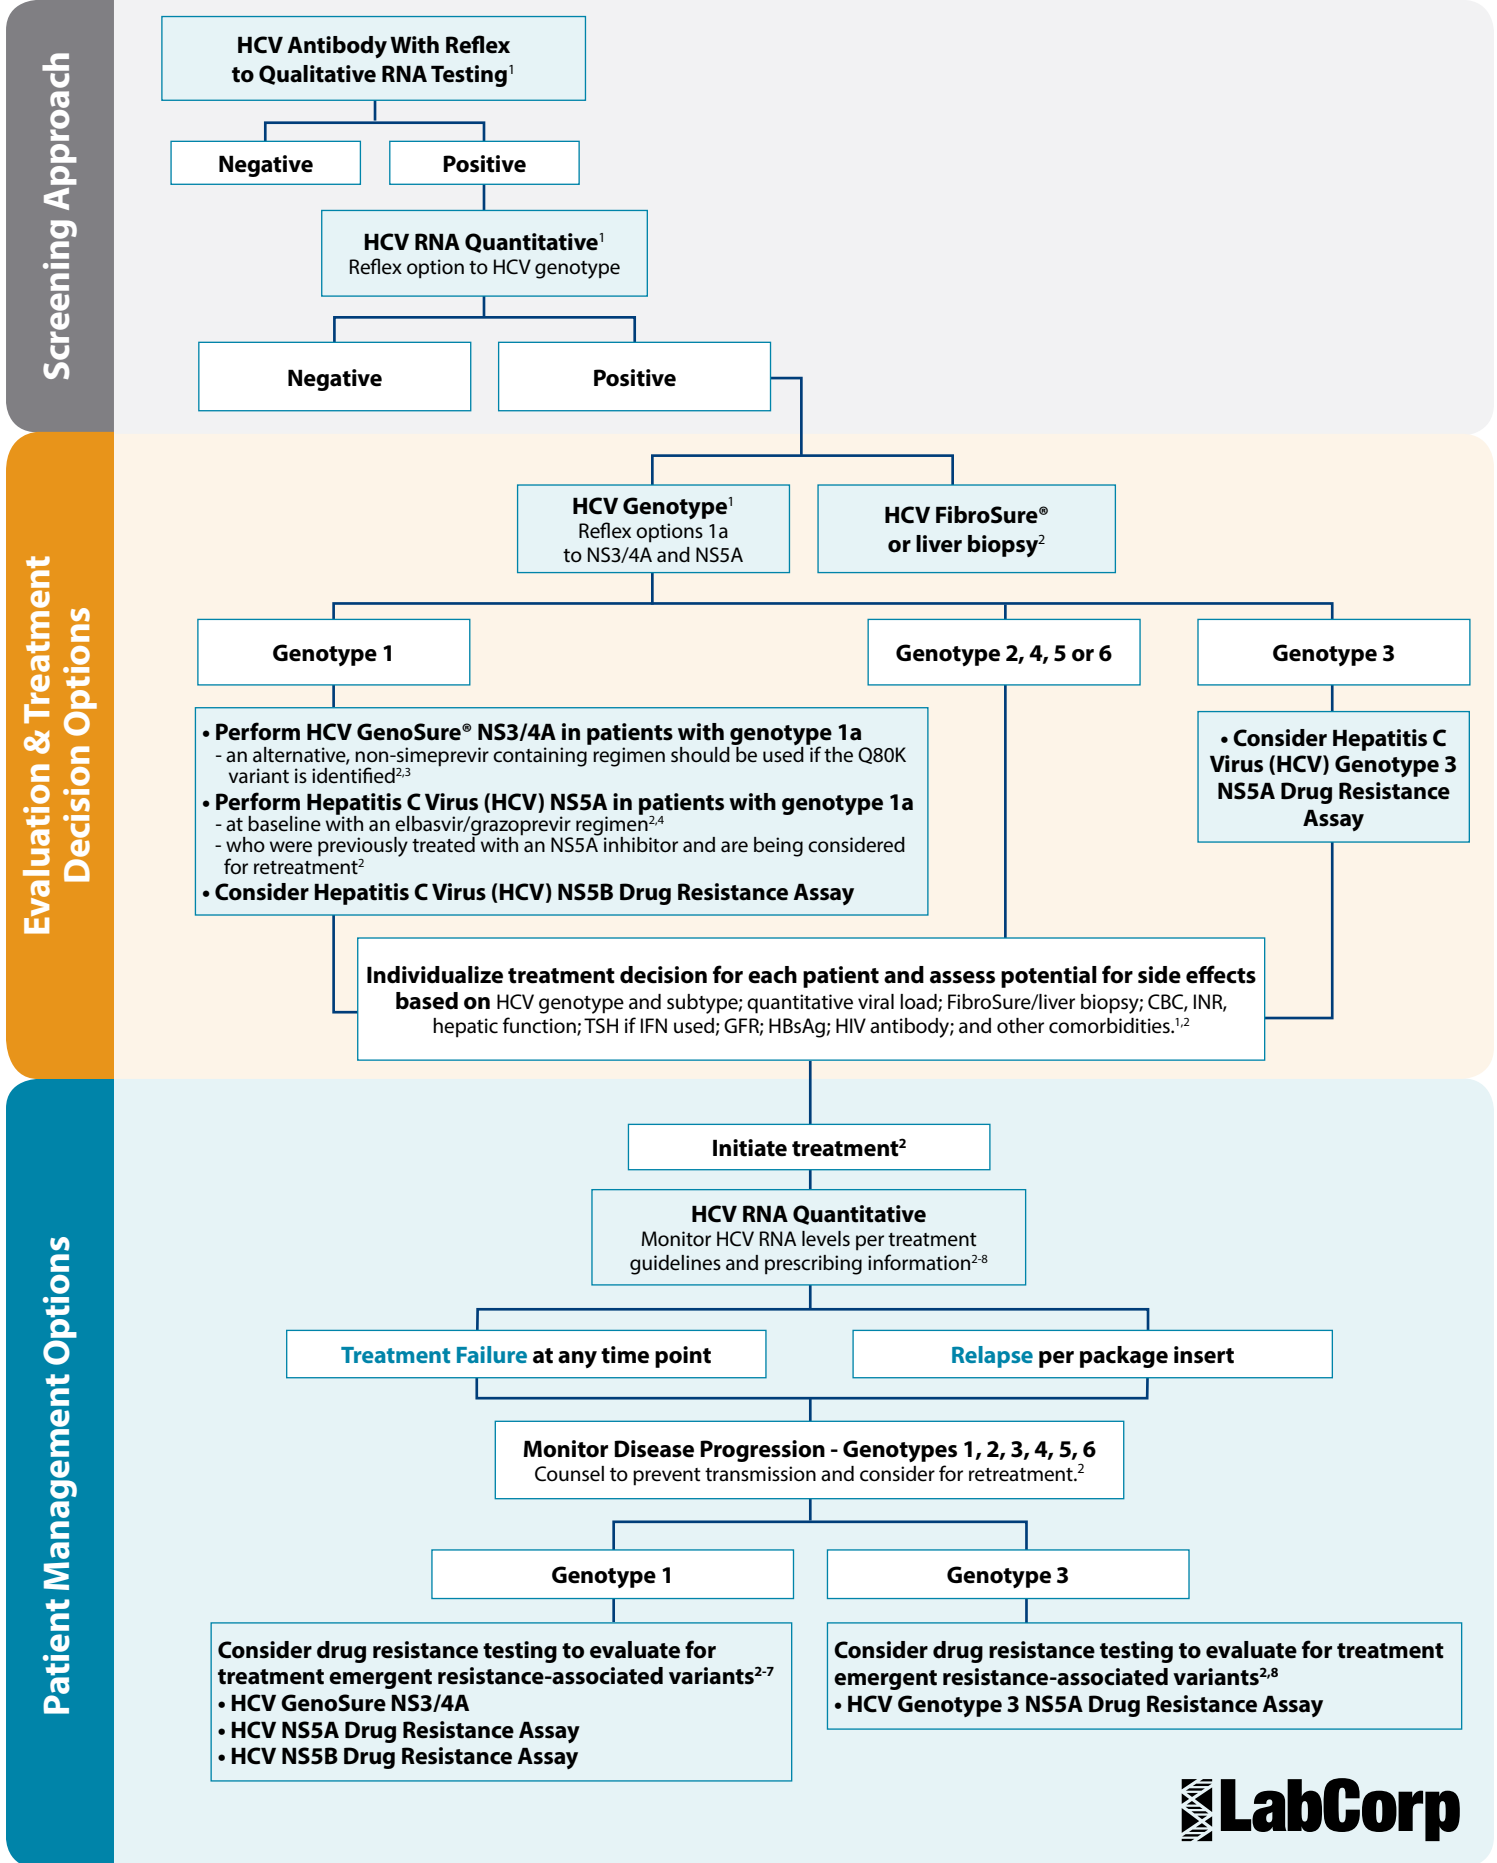 Screening Approach
HCV Antibody With Reflex
to Qualitative RNA Testing¹
Negative
Positive
HCV RNA Quantitative¹
Reflex option to HCV genotype
Negative
Positive
Evaluation & Treatment
Decision Options
HCV Genotype¹
Reflex options 1a
to NS3/4A and NS5A
HCV FibroSure®
or liver biopsy²
Genotype 1
Genotype 2, 4, 5 or 6
Genotype 3
• Perform HCV GenoSure® NS3/4A in patients with genotype 1a
- an alternative, non-simeprevir containing regimen should be used if the Q80K
variant is identified²,³
• Perform Hepatitis C Virus (HCV) NS5A in patients with genotype 1a
- at baseline with an elbasvir/grazoprevir regimen²,⁴
- who were previously treated with an NS5A inhibitor and are being considered
for retreatment²
• Consider Hepatitis C Virus (HCV) NS5B Drug Resistance Assay
• Consider Hepatitis C
Virus (HCV) Genotype 3
NS5A Drug Resistance
Assay
Individualize treatment decision for each patient and assess potential for side effects
based on HCV genotype and subtype; quantitative viral load; FibroSure/liver biopsy; CBC, INR,
hepatic function; TSH if IFN used; GFR; HBsAg; HIV antibody; and other comorbidities.¹,²
Patient Management Options
Initiate treatment²
HCV RNA Quantitative
Monitor HCV RNA levels per treatment
guidelines and prescribing information²-⁸
Treatment Failure at any time point
Relapse per package insert
Monitor Disease Progression - Genotypes 1, 2, 3, 4, 5, 6
Counsel to prevent transmission and consider for retreatment.²
Genotype 1
Genotype 3
Consider drug resistance testing to evaluate for
treatment emergent resistance-associated variants²-⁷
• HCV GenoSure NS3/4A
• HCV NS5A Drug Resistance Assay
• HCV NS5B Drug Resistance Assay
Consider drug resistance testing to evaluate for treatment
emergent resistance-associated variants²,⁸
• HCV Genotype 3 NS5A Drug Resistance Assay
LabCorp